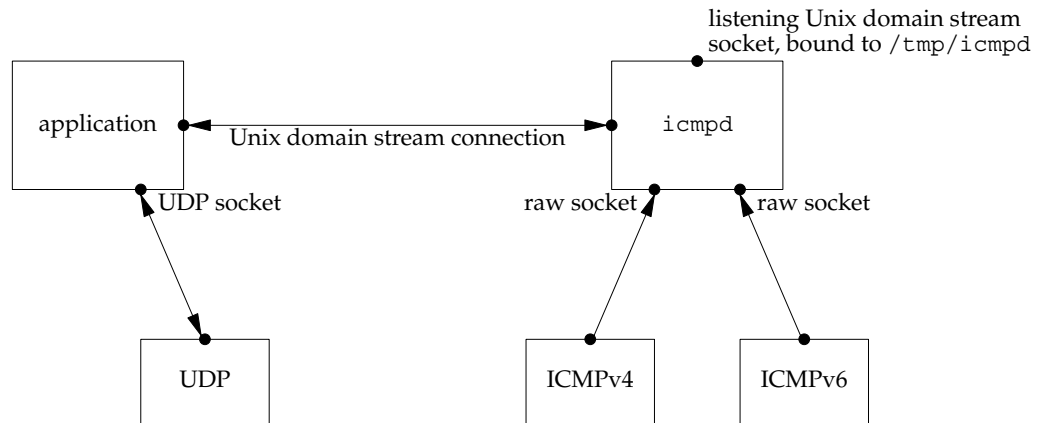 listening Unix domain stream
socket, bound to /tmp/icmpd
application
icmpd
Unix domain stream connection
UDP socket
raw socket
raw socket
UDP
ICMPv4
ICMPv6